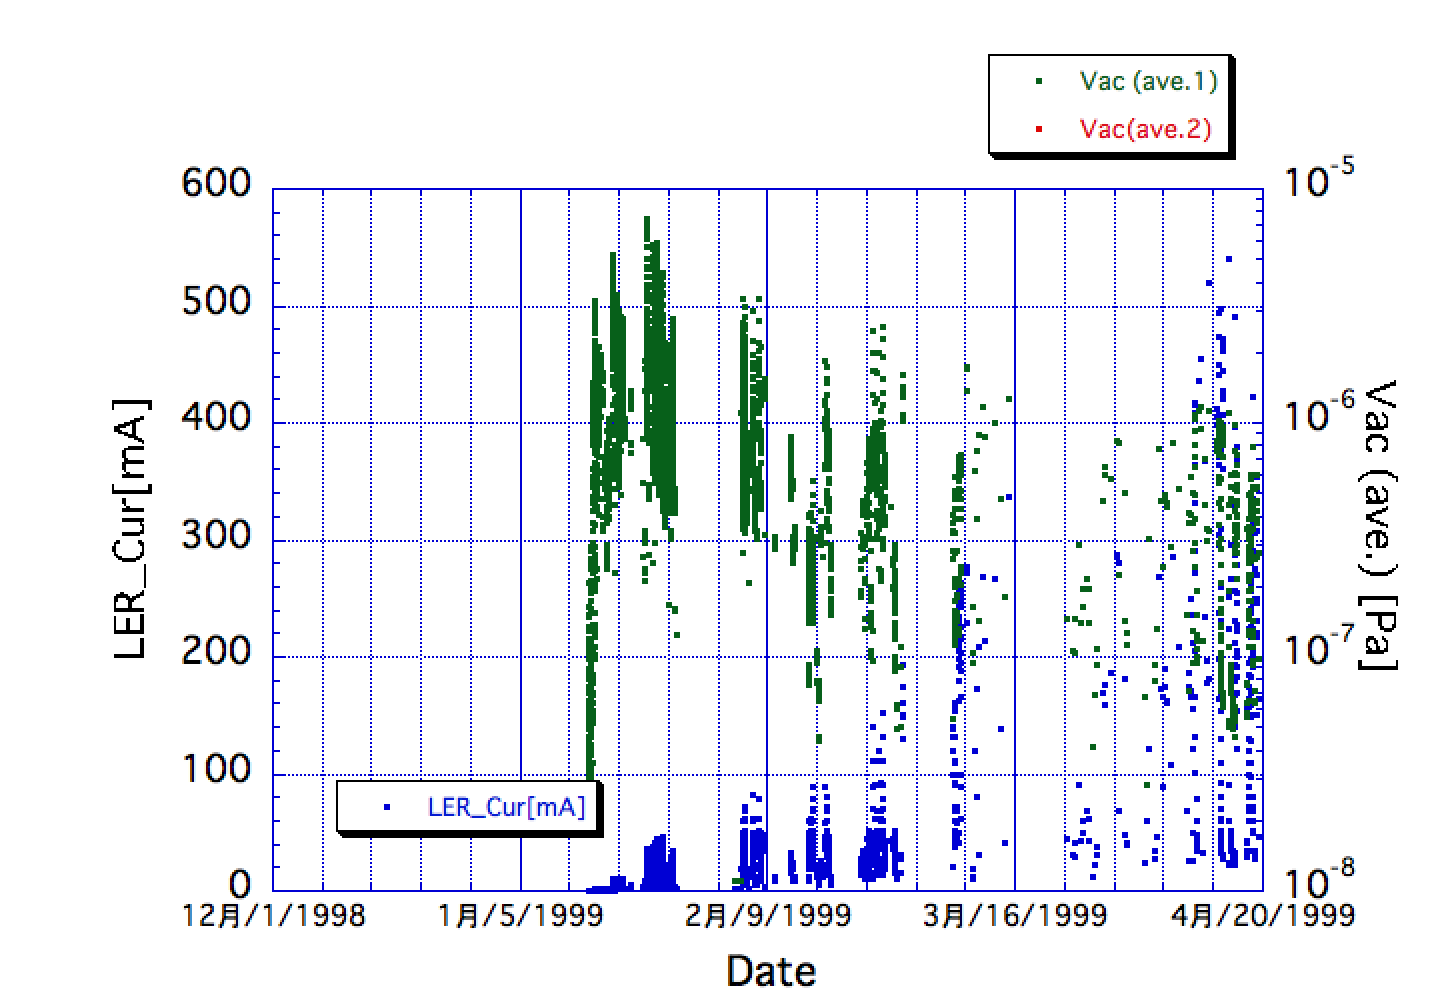 Vac (ave.1)
Vac(ave.2)
600
500
400
300
200
100
0
10-5
10-6
10-7
10-8
LER_Cur[mA]
Vac (ave.) [Pa]
LER_Cur[mA]
12月/1/1998
1月/5/1999
2月/9/1999
3月/16/1999
4月/20/1999
Date